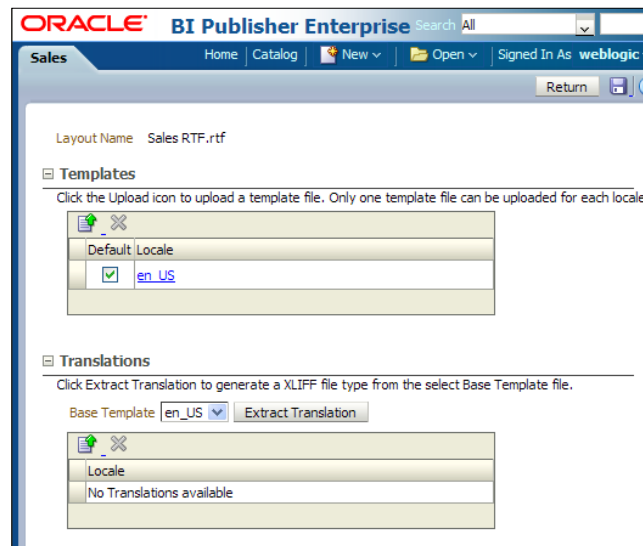 ORACLE® BI Publisher Enterprise Search All
Sales Home Catalog New Open Signed In As weblogic
Return
Layout Name Sales RTF.rtf
Templates
Click the Upload icon to upload a template file. Only one template file can be uploaded for each locale
Default Locale
en_US
Translations
Click Extract Translation to generate a XLIFF file type from the select Base Template file.
Base Template en_US Extract Translation
Locale
No Translations available